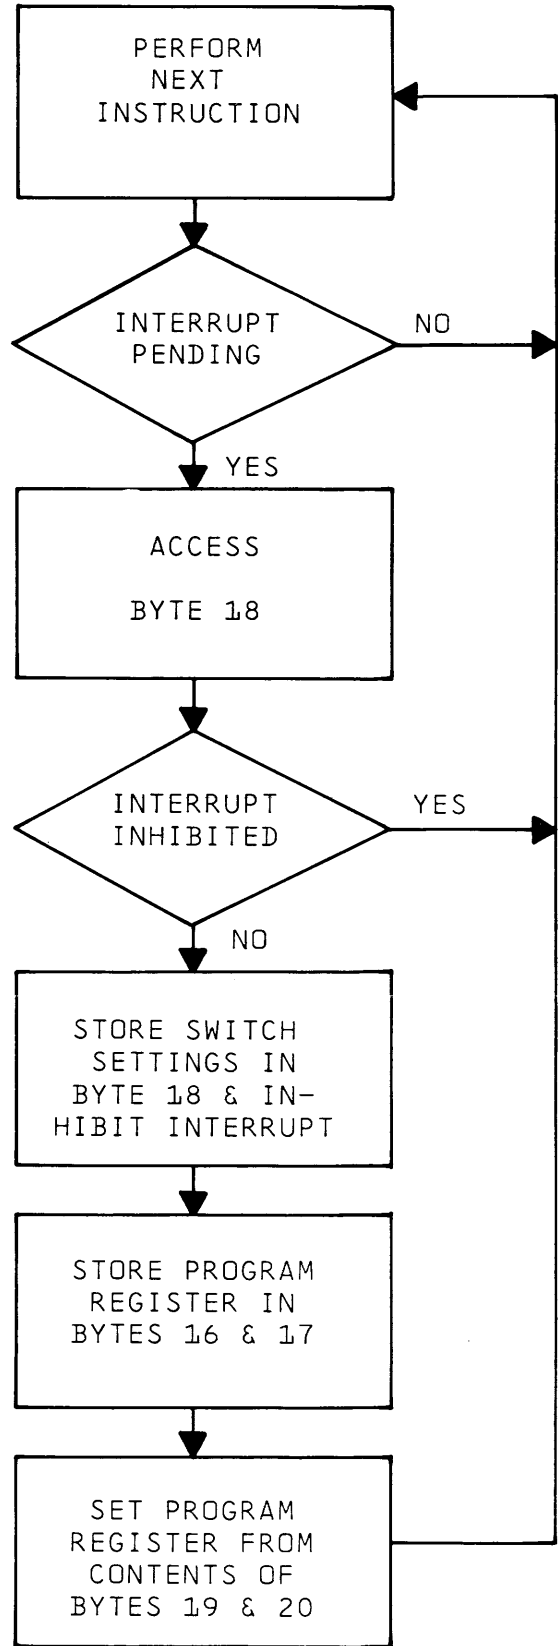 PERFORM
NEXT
INSTRUCTION
INTERRUPT
PENDING
NO
YES
ACCESS
BYTE 18
INTERRUPT
INHIBITED
YES
NO
STORE SWITCH
SETTINGS IN
BYTE 18 & IN-
HIBIT INTERRUPT
STORE PROGRAM
REGISTER IN
BYTES 16 & 17
SET PROGRAM
REGISTER FROM
CONTENTS OF
BYTES 19 & 20